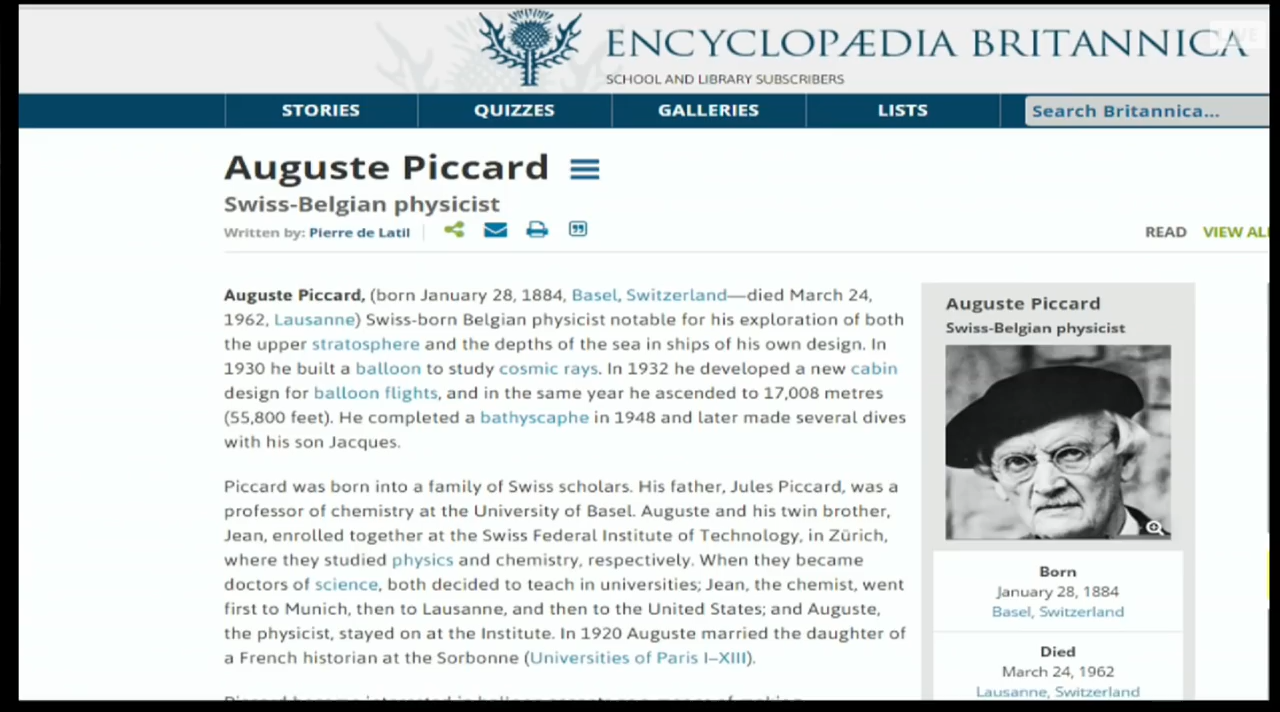 ENCYCLOPÆDIA BRITANNICA
LIVE
SCHOOL AND LIBRARY SUBSCRIBERS
STORIES QUIZZES GALLERIES LISTS Search Britannica...
Auguste Piccard
Swiss-Belgian physicist
Written by: Pierre de Latil
READ VIEW ALL
Auguste Piccard, (born January 28, 1884, Basel, Switzerland—died March 24,
1962, Lausanne) Swiss-born Belgian physicist notable for his exploration of both
the upper stratosphere and the depths of the sea in ships of his own design. In
1930 he built a balloon to study cosmic rays. In 1932 he developed a new cabin
design for balloon flights, and in the same year he ascended to 17,008 metres
(55,800 feet). He completed a bathyscaphe in 1948 and later made several dives
with his son Jacques.
Piccard was born into a family of Swiss scholars. His father, Jules Piccard, was a
professor of chemistry at the University of Basel. Auguste and his twin brother,
Jean, enrolled together at the Swiss Federal Institute of Technology, in Zürich,
where they studied physics and chemistry, respectively. When they became
doctors of science, both decided to teach in universities; Jean, the chemist, went
first to Munich, then to Lausanne, and then to the United States; and Auguste,
the physicist, stayed on at the Institute. In 1920 Auguste married the daughter of
a French historian at the Sorbonne (Universities of Paris I–XIII).
Auguste Piccard
Swiss-Belgian physicist
Born
January 28, 1884
Basel, Switzerland
Died
March 24, 1962
Lausanne, Switzerland